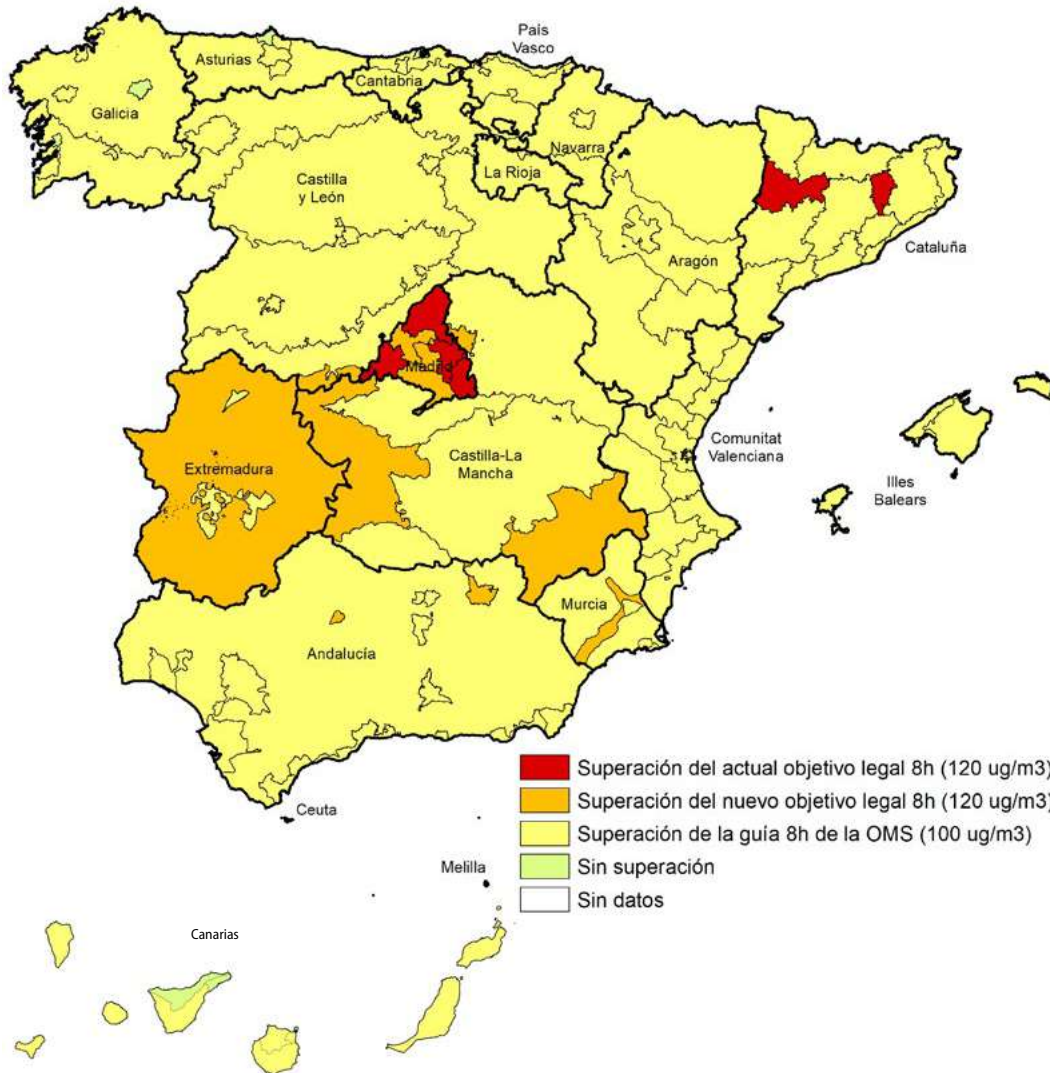 País
Vasco
Asturias
Cantabria
Galicia
Navarra
La Rioja
Castilla
y León
Cataluña
Aragón
Madrid
Comunitat
Valenciana
Castilla-La
Mancha
Extremadura
Illes
Balears
Murcia
Andalucía
Superación del actual objetivo legal 8h (120 ug/m3)
Superación del nuevo objetivo legal 8h (120 ug/m3)
Ceuta
Superación de la guía 8h de la OMS (100 ug/m3)
Melilla
Sin superación
Sin datos
Canarias